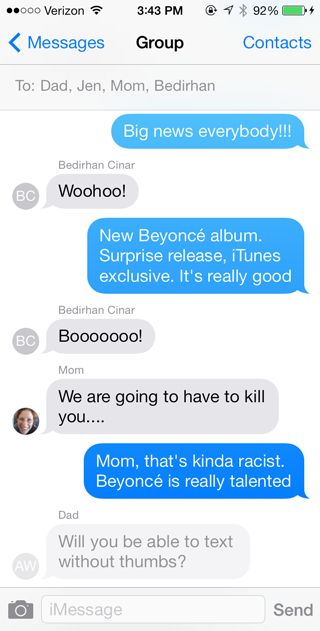 Verizon 3:43 PM 92%
Messages Group Contacts
To: Dad, Jen, Mom, Bedirhan
Big news everybody!!!
Bedirhan Cinar
BC
Woohoo!
New Beyoncé album.
Surprise release, iTunes
exclusive. It's really good
Bedirhan Cinar
BC
Booooooo!
Mom
We are going to have to kill
you....
Mom, that's kinda racist.
Beyoncé is really talented
Dad
AW
Will you be able to text
without thumbs?
iMessage Send